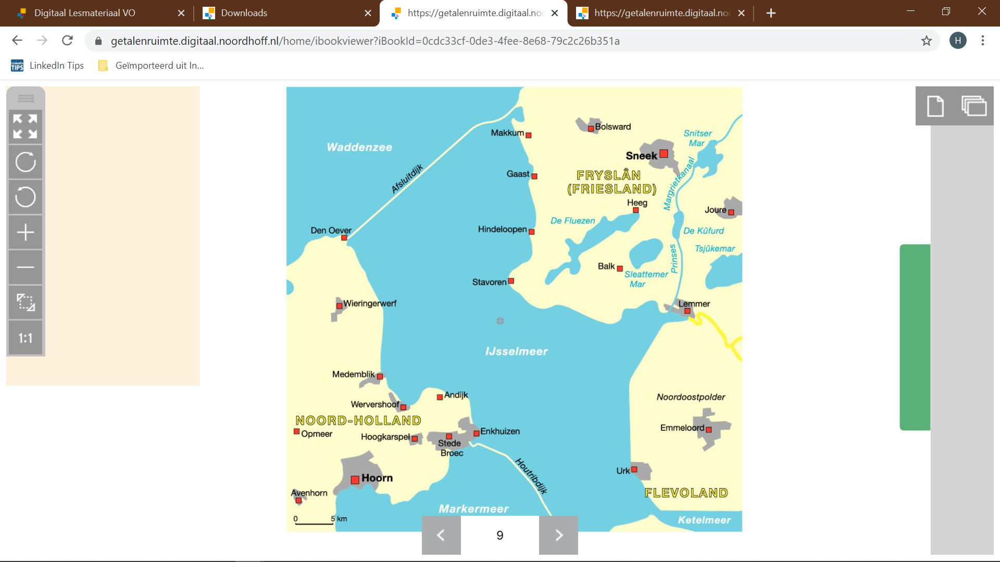 Digitaal Lesmateriaal VO
Downloads
https://getalenruimte.digitaal.no
https://getalenruimte.digitaal.no
getalenruimte.digitaal.noordhoff.nl/home/ibookviewer?iBookId=0cdc33cf-0de3-4fee-8e68-79c2c26b351a
H
TIPS
LinkedIn Tips
Geïmporteerd uit In...
1:1
Waddenzee
Afsluitdijk
Makkum
Bolsward
Snitser
Mar
Sneek
Gaast
FRYSLÂN
(FRIESLAND)
Margrietkanaal
Heeg
Joure
De Fluezen
Den Oever
Hindeloopen
De Kûfurd
Tsjûkemar
Prinses
Balk
Sleattemer
Mar
Stavoren
Wieringerwerf
Lemmer
IJsselmeer
Medemblik
Andijk
Wervershoof
Noordoostpolder
NOORD-HOLLAND
Opmeer
Hoogkarspel
Stede
Broec
Enkhuizen
Emmeloord
Houtribdijk
Urk
Hoorn
Avenhorn
FLEVOLAND
Markermeer
Ketelmeer
0 5 km
9